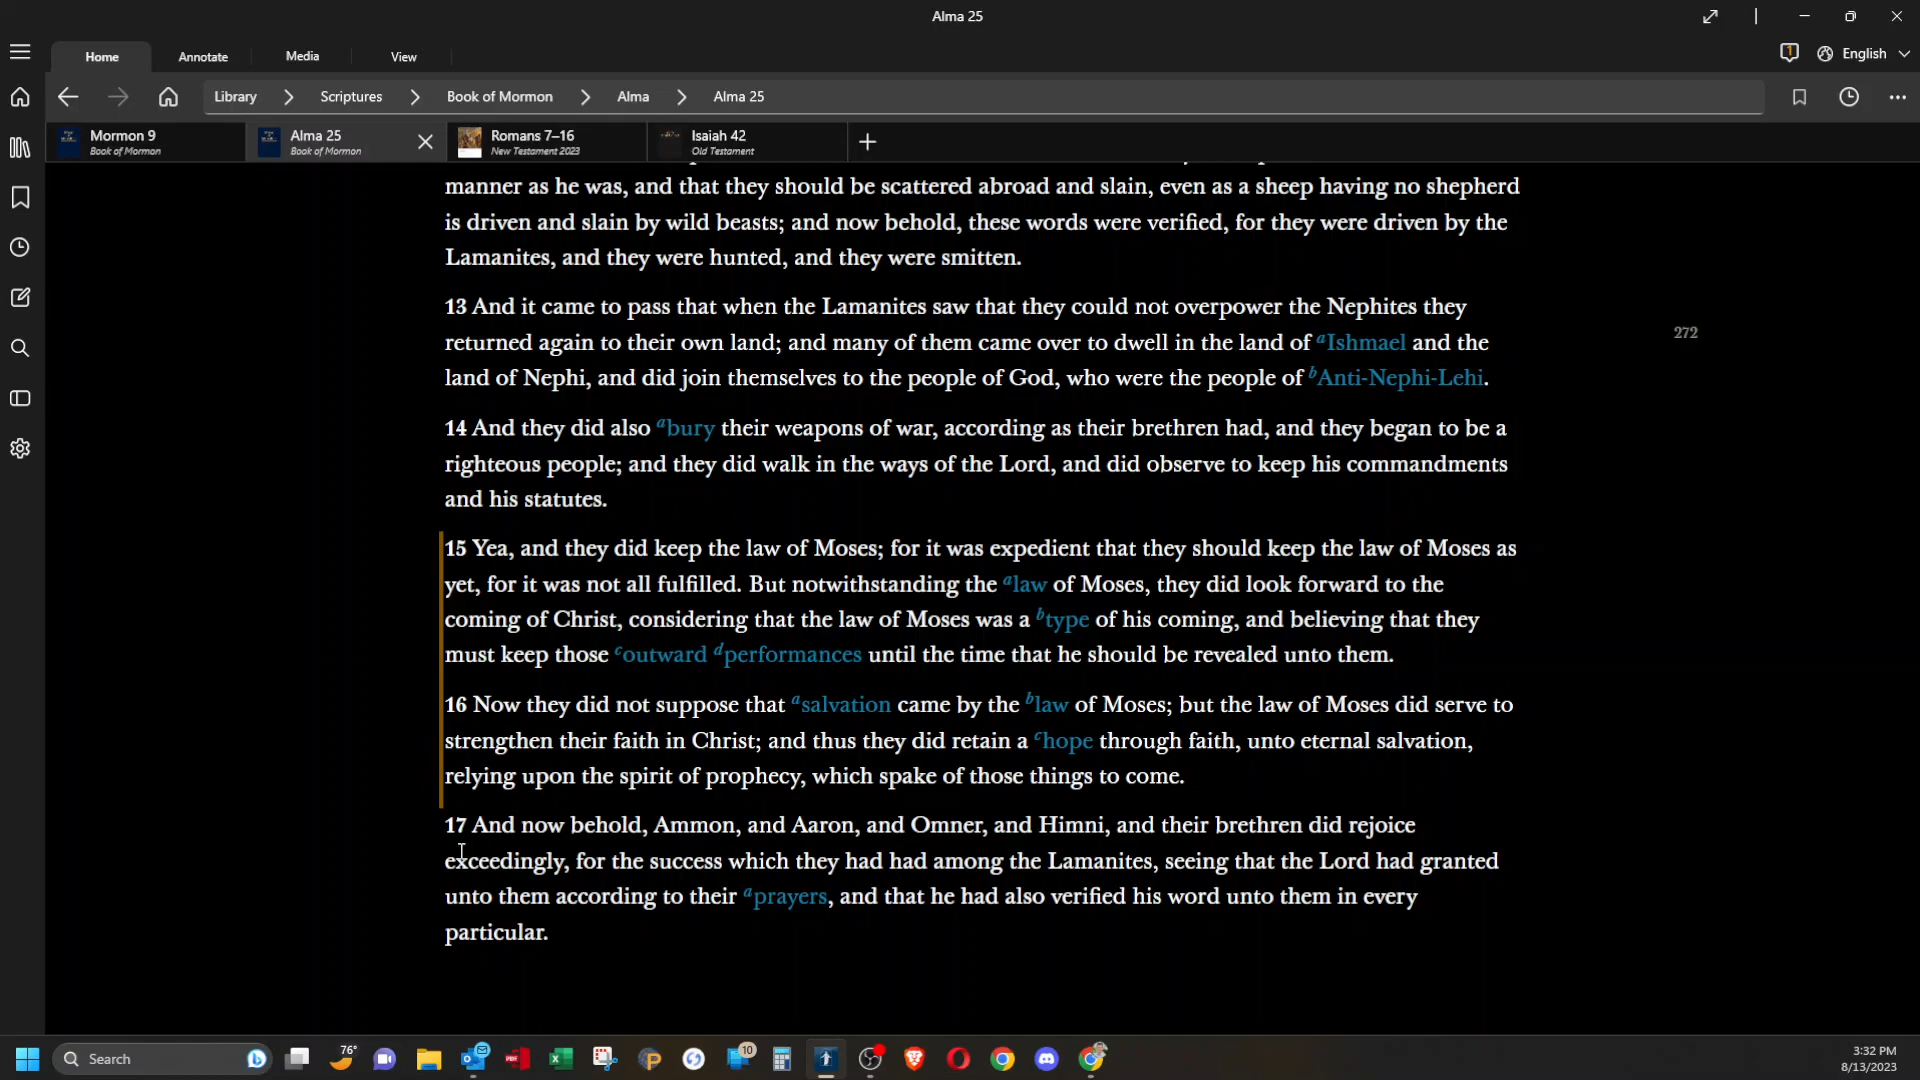 Alma 25
Home Annotate Media View
1 English
Library Scriptures Book of Mormon Alma Alma 25
Mormon 9 Alma 25 Romans 7–16 Isaiah 42
Book of Mormon Book of Mormon New Testament 2023 Old Testament
manner as he was, and that they should be scattered abroad and slain, even as a sheep having no shepherd
is driven and slain by wild beasts; and now behold, these words were verified, for they were driven by the
Lamanites, and they were hunted, and they were smitten.
13 And it came to pass that when the Lamanites saw that they could not overpower the Nephites they
272
returned again to their own land; and many of them came over to dwell in the land of aIshmael and the
land of Nephi, and did join themselves to the people of God, who were the people of bAnti-Nephi-Lehi.
14 And they did also abury their weapons of war, according as their brethren had, and they began to be a
righteous people; and they did walk in the ways of the Lord, and did observe to keep his commandments
and his statutes.
15 Yea, and they did keep the law of Moses; for it was expedient that they should keep the law of Moses as
yet, for it was not all fulfilled. But notwithstanding the alaw of Moses, they did look forward to the
coming of Christ, considering that the law of Moses was a btype of his coming, and believing that they
must keep those coutward dperformances until the time that he should be revealed unto them.
16 Now they did not suppose that asalvation came by the blaw of Moses; but the law of Moses did serve to
strengthen their faith in Christ; and thus they did retain a chope through faith, unto eternal salvation,
relying upon the spirit of prophecy, which spake of those things to come.
17 And now behold, Ammon, and Aaron, and Omner, and Himni, and their brethren did rejoice
exceedingly, for the success which they had had among the Lamanites, seeing that the Lord had granted
unto them according to their aprayers, and that he had also verified his word unto them in every
particular.
Search 76° PDF 10 3:32 PM
8/13/2023